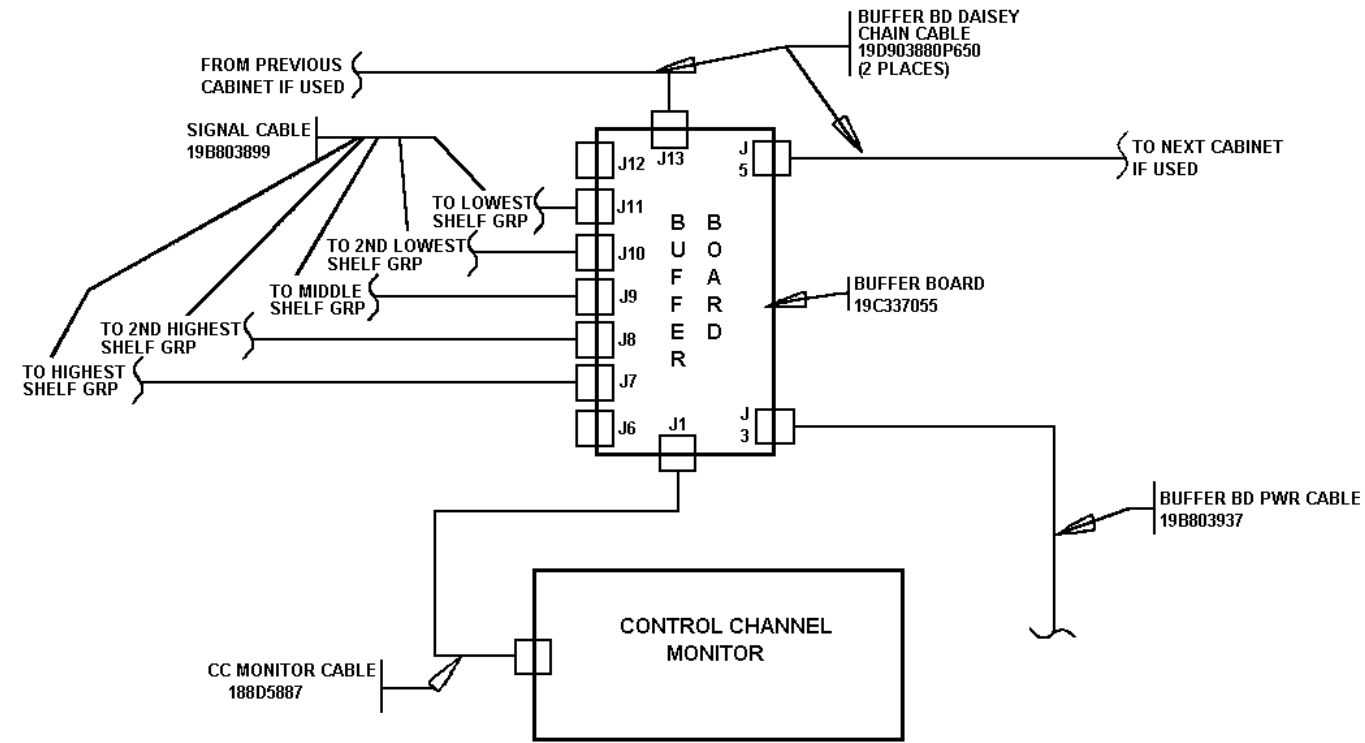 BUFFER BD DAISEY
CHAIN CABLE
19D903880P650
(2 PLACES)
FROM PREVIOUS
CABINET IF USED
SIGNAL CABLE
19B803899
TO NEXT CABINET
IF USED
J13
J
5
J12
J11
J10
J9
J8
J7
J6
J1
J
3
TO LOWEST
SHELF GRP
TO 2ND LOWEST
SHELF GRP
TO MIDDLE
SHELF GRP
TO 2ND HIGHEST
SHELF GRP
TO HIGHEST
SHELF GRP
BUFFER
BOARD
BUFFER BOARD
19C337055
BUFFER BD PWR CABLE
19B803937
CONTROL CHANNEL
MONITOR
CC MONITOR CABLE
188D5887